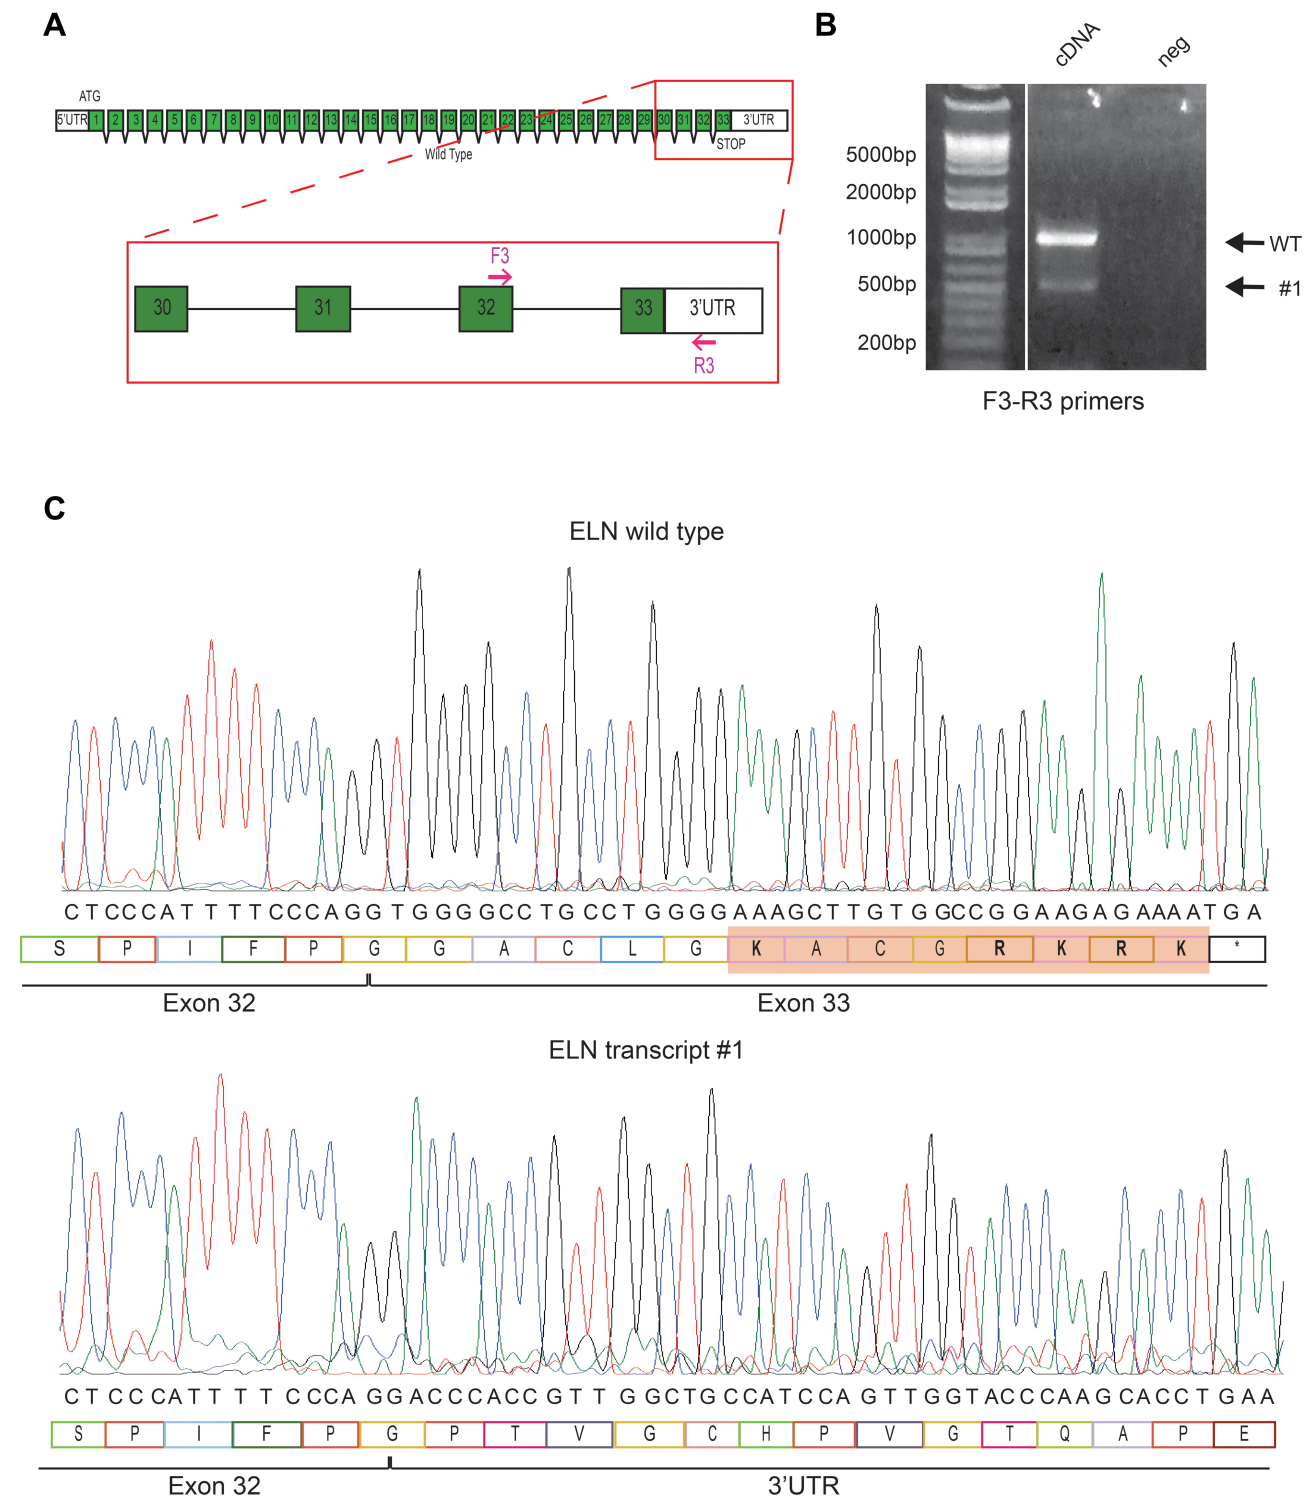 A
ATG
5'UTR 1 2 3 4 5 6 7 8 9 10 11 12 13 14 15 16 17 18 19 20 21 22 23 24 25 26 27 28 29 30 31 32 33 3'UTR
Wild Type
STOP
F3
30 31 32 33 3'UTR
R3
B
cDNA neg
5000bp
2000bp
1000bp
500bp
200bp
WT
#1
F3-R3 primers
C
ELN wild type
CTCCCATTTTCCCAGGTGGGGCCTGCCTGGGGAAAGCTTGTGGCCGGAAGAGAAAATGA
S P I F P G G A C L G K A C G R K R K *
Exon 32 Exon 33
ELN transcript #1
CTCCCATTTTCCCAGGACCCACCGTTGGCTGCCATCCAGTTGGTACCCAAGCACCTGAA
S P I F P G P T V G C H P V G T Q A P E
Exon 32 3'UTR